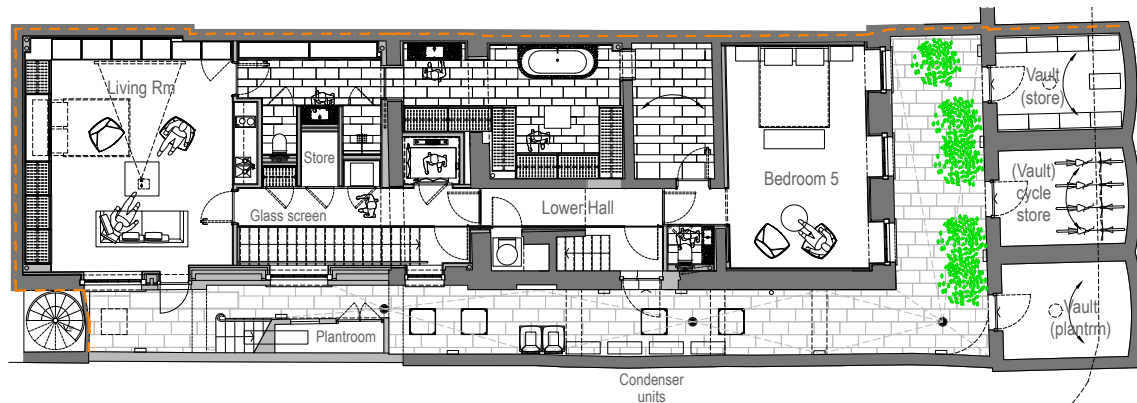 Living Rm
Store
Glass screen
Lower Hall
Bedroom 5
Vault
(store)
(Vault)
cycle
store
Vault
(plantrm)
Plantroom
Condenser
units